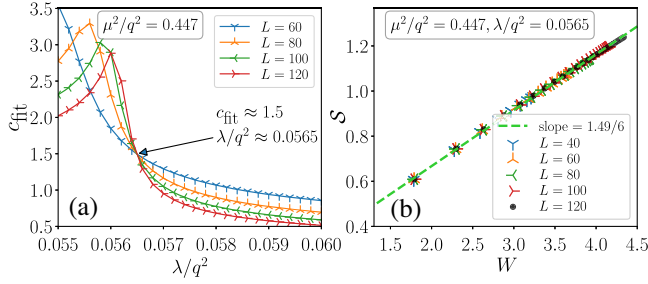 μ²/q² = 0.447
L = 60
L = 80
L = 100
L = 120
c_fit ≈ 1.5
λ/q² ≈ 0.0565
(a)
3.5
3.0
2.5
2.0
1.5
1.0
0.5
c_fit
0.055 0.056 0.057 0.058 0.059 0.060
λ/q²
μ²/q² = 0.447, λ/q² = 0.0565
slope = 1.49/6
L = 40
L = 60
L = 80
L = 100
L = 120
(b)
1.2
1.0
0.8
0.6
0.4
S
1.5 2.0 2.5 3.0 3.5 4.0 4.5
W